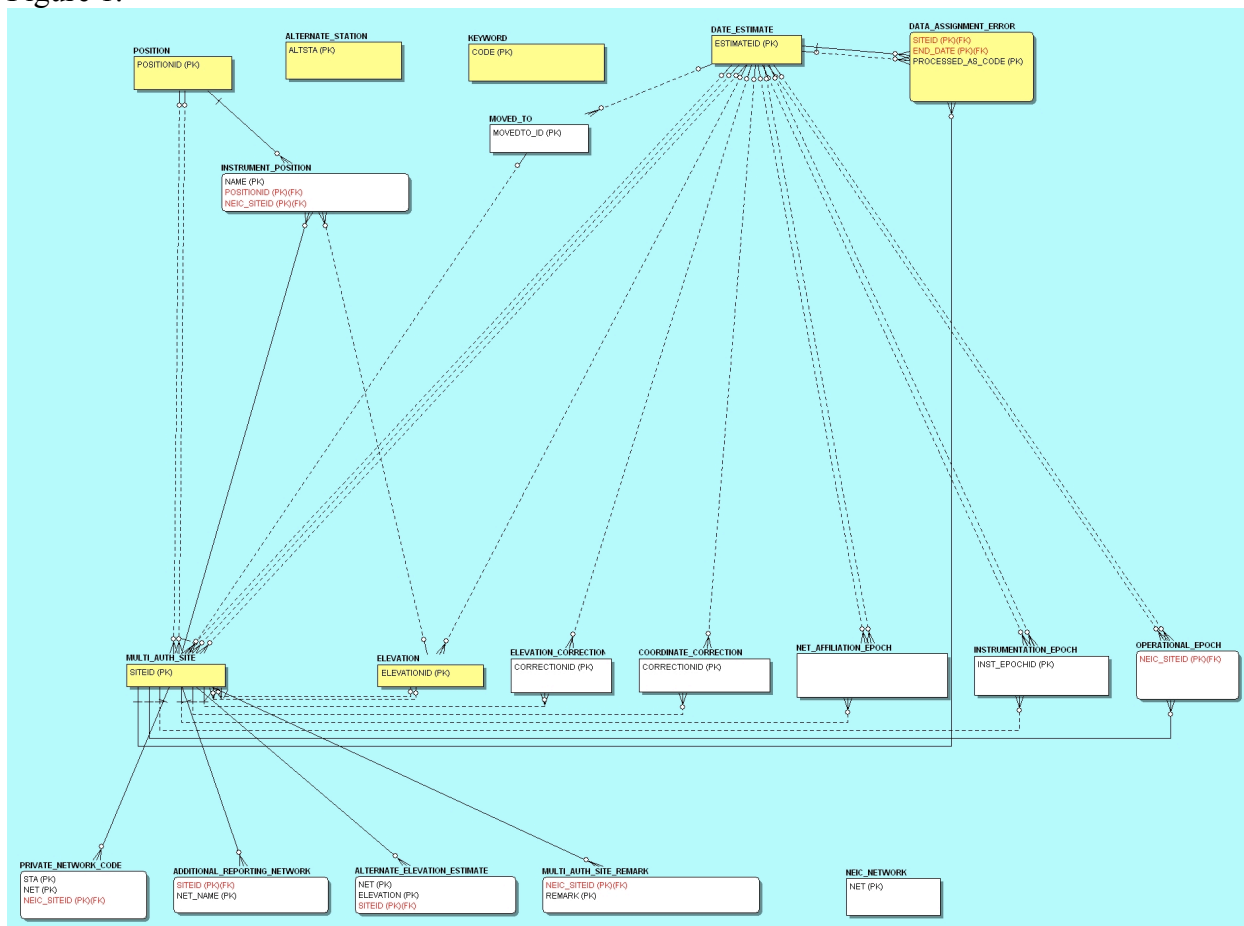 Figure 1.
POSITION
POSITIONID (PK)
ALTERNATE_STATION
ALTSTA (PK)
KEYWORD
CODE (PK)
DATE_ESTIMATE
ESTIMATEID (PK)
DATA_ASSIGNMENT_ERROR
SITEID (PK)(FK)
END_DATE (PK)(FK)
PROCESSED_AS_CODE (PK)
MOVED_TO
MOVEDTO_ID (PK)
INSTRUMENT_POSITION
NAME (PK)
POSITIONID (PK)(FK)
NEIC_SITEID (PK)(FK)
MULTI_AUTH_SITE
SITEID (PK)
ELEVATION
ELEVATIONID (PK)
ELEVATION_CORRECTION
CORRECTIONID (PK)
COORDINATE_CORRECTION
CORRECTIONID (PK)
NET_AFFILIATION_EPOCH
INSTRUMENTATION_EPOCH
INST_EPOCHID (PK)
OPERATIONAL_EPOCH
NEIC_SITEID (PK)(FK)
PRIVATE_NETWORK_CODE
STA (PK)
NET (PK)
NEIC_SITEID (PK)(FK)
ADDITIONAL_REPORTING_NETWORK
SITEID (PK)(FK)
NET_NAME (PK)
ALTERNATE_ELEVATION_ESTIMATE
NET (PK)
ELEVATION (PK)
SITEID (PK)(FK)
MULTI_AUTH_SITE_REMARK
NEIC_SITEID (PK)(FK)
REMARK (PK)
NEIC_NETWORK
NET (PK)